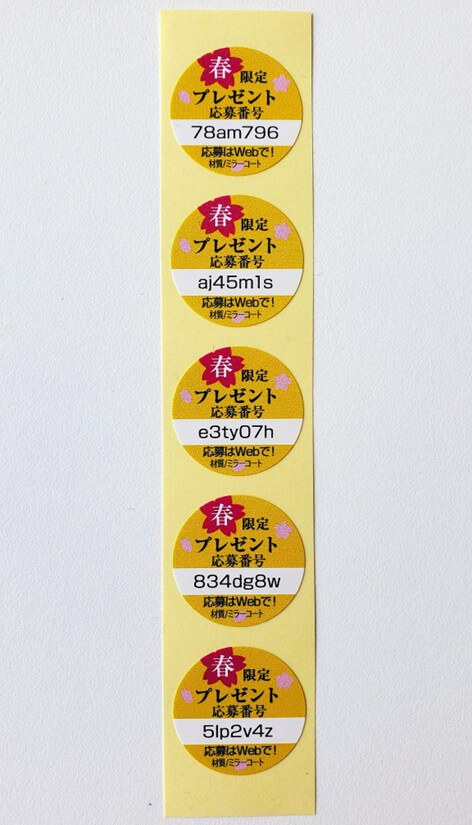 春 限定
プレゼント
応募番号
78am796
応募はWebで!
材質/ミラーコート
春 限定
プレゼント
応募番号
aj45m1s
応募はWebで!
材質/ミラーコート
春 限定
プレゼント
応募番号
e3ty07h
応募はWebで!
材質/ミラーコート
春 限定
プレゼント
応募番号
834dg8w
応募はWebで!
材質/ミラーコート
春 限定
プレゼント
応募番号
5lp2v4z
応募はWebで!
材質/ミラーコート